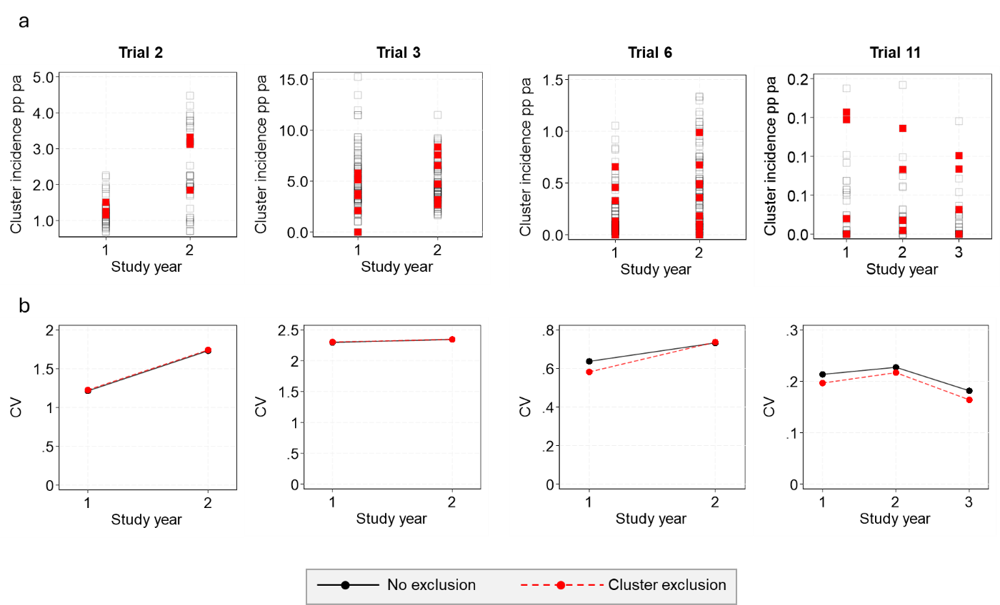 a
Trial 2
Trial 3
Trial 6
Trial 11
Cluster incidence pp pa
5.0
4.0
3.0
2.0
1.0
1
2
Study year
Cluster incidence pp pa
15.0
10.0
5.0
0.0
1
2
Study year
Cluster incidence pp pa
1.5
1.0
0.5
0.0
1
2
Study year
Cluster incidence pp pa
0.2
0.1
0.1
0.1
0.0
1
2
3
Study year
b
CV
2
1.5
1
.5
0
1
2
Study year
CV
2.5
2
1.5
1
.5
0
1
2
Study year
CV
.8
.6
.4
.2
0
1
2
Study year
CV
.3
.2
.1
0
1
2
3
Study year
No exclusion
Cluster exclusion